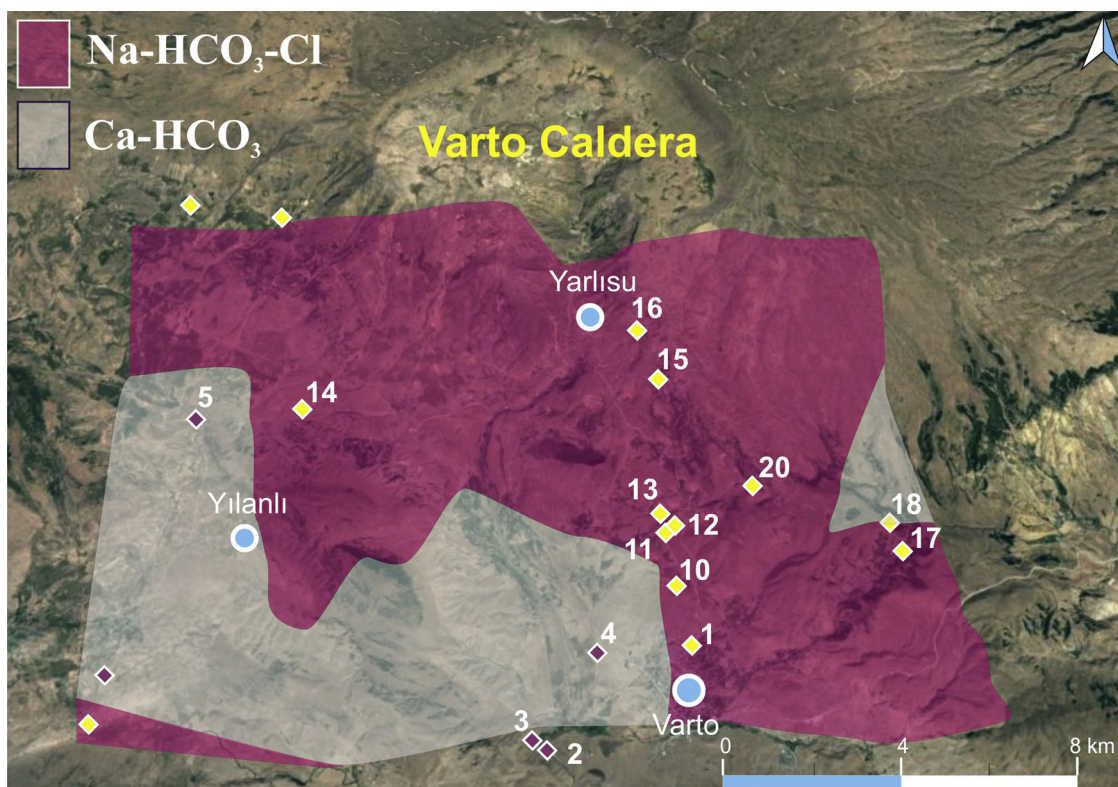 Na-HCO₃-Cl
Ca-HCO₃
Varto Caldera
Yarlısu
16
15
5
14
20
Yılanlı
13
12
18
11
17
10
4
1
3
2
Varto
0
4
8 km